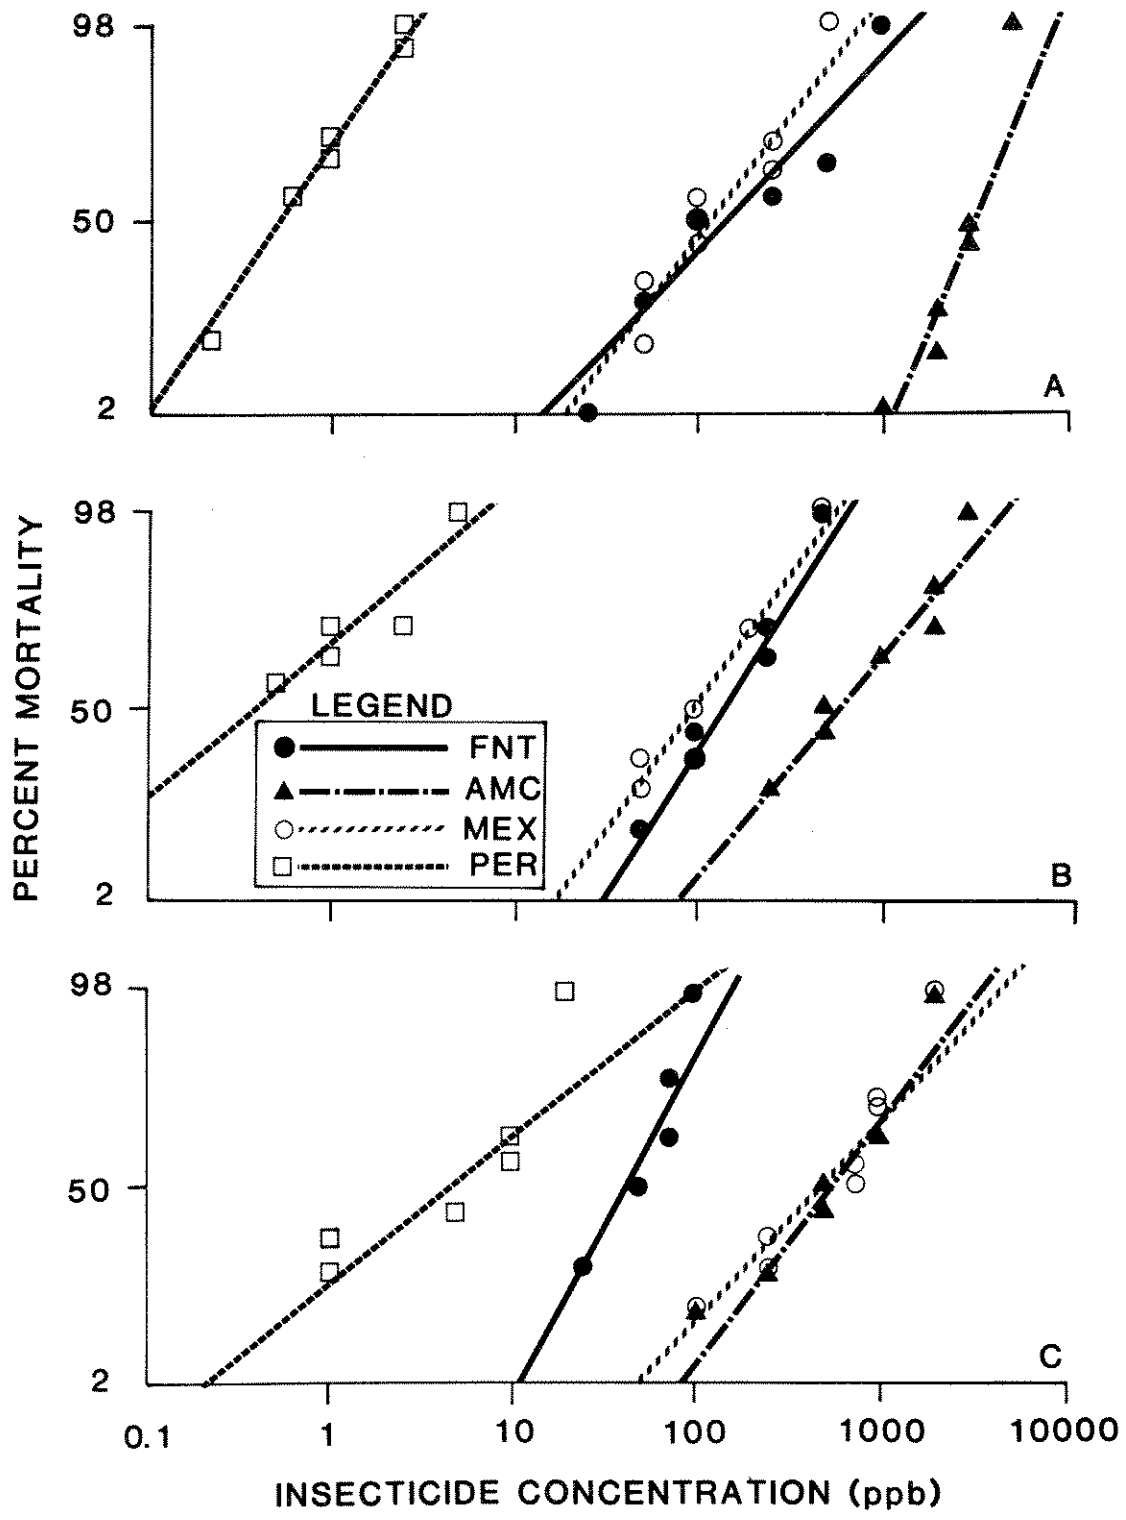 98
50
2
A
98
50
2
B
LEGEND
FNT
AMC
MEX
PER
PERCENT MORTALITY
98
50
2
C
0.1 1 10 100 1000 10000
INSECTICIDE CONCENTRATION (ppb)